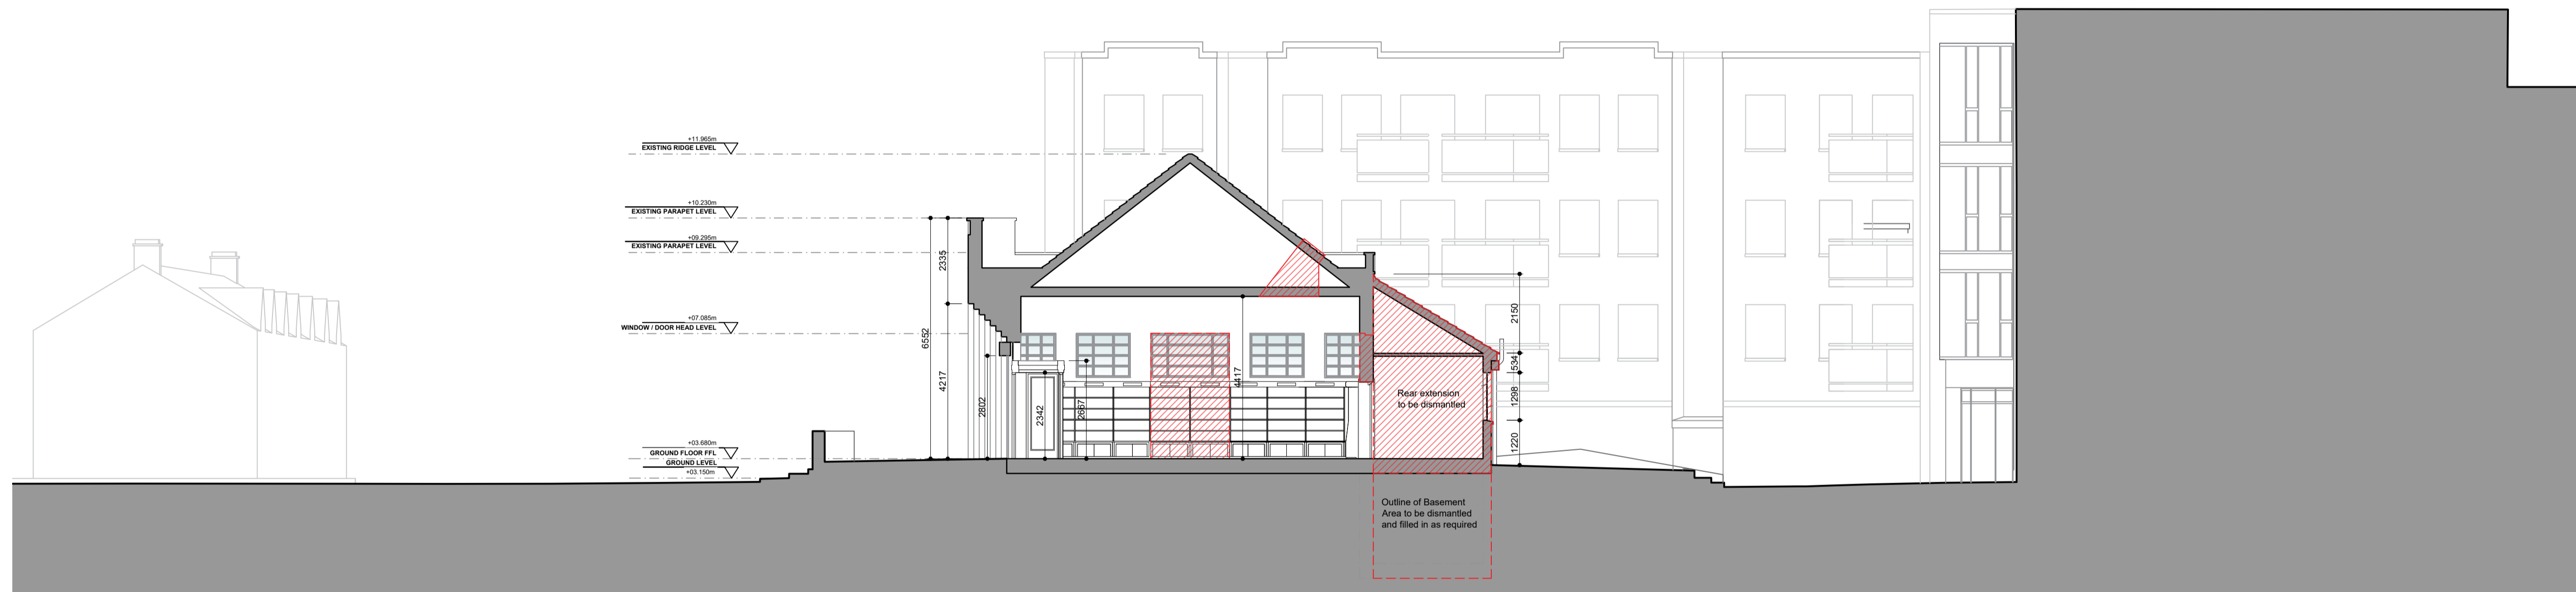 +11.965m
EXISTING RIDGE LEVEL
+10.230m
EXISTING PARAPET LEVEL
+09.295m
EXISTING PARAPET LEVEL
+07.085m
WINDOW / DOOR HEAD LEVEL
+03.680m
GROUND FLOOR FFL
GROUND LEVEL
+03.150m
6552
2335
4217
2802
2342
2667
4417
2150
534
1298
1220
Rear extension
to be dismantled
Outline of Basement
Area to be dismantled
and filled in as required